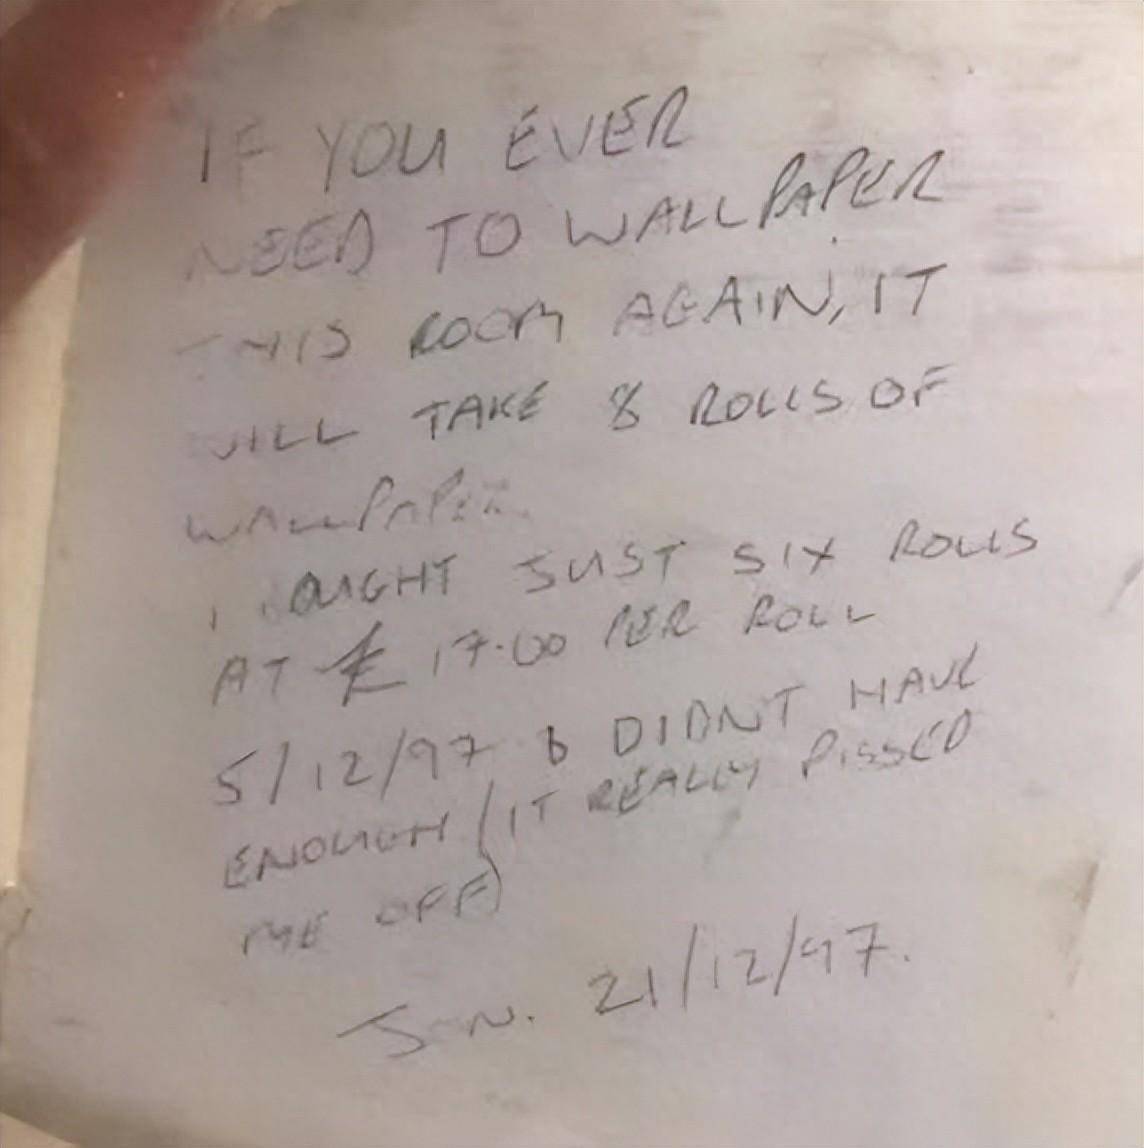 IF YOU EVER
NEED TO WALLPAPER
THIS ROOM AGAIN, IT
WILL TAKE 8 ROLLS OF
WALLPAPER
I BOUGHT JUST SIX ROLLS
AT £17.00 PER ROLL
5/12/97 & DIDNT HAVE
ENOUGH (IT REALLY PISSED
ME OFF)
21/12/97.